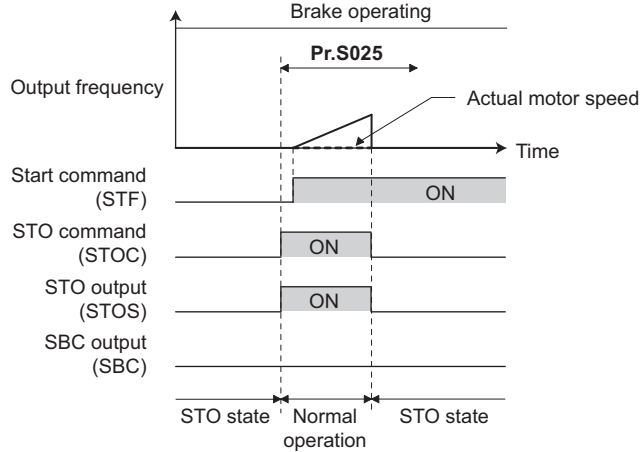 Brake operating
Pr.S025
Output frequency
Actual motor speed
Time
Start command
(STF)
ON
STO command
(STOC)
ON
STO output
(STOS)
ON
SBC output
(SBC)
STO state
Normal
operation
STO state